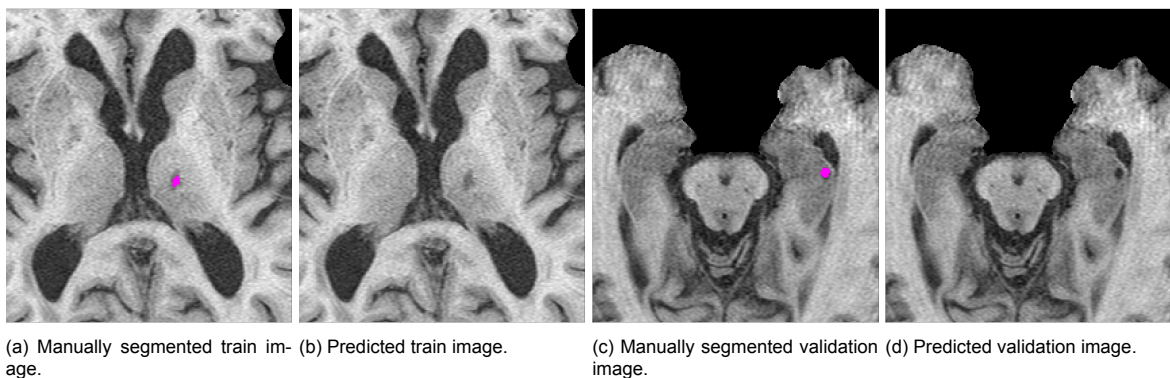 (a) Manually segmented train im-
age.
(b) Predicted train image.
(c) Manually segmented validation
image.
(d) Predicted validation image.